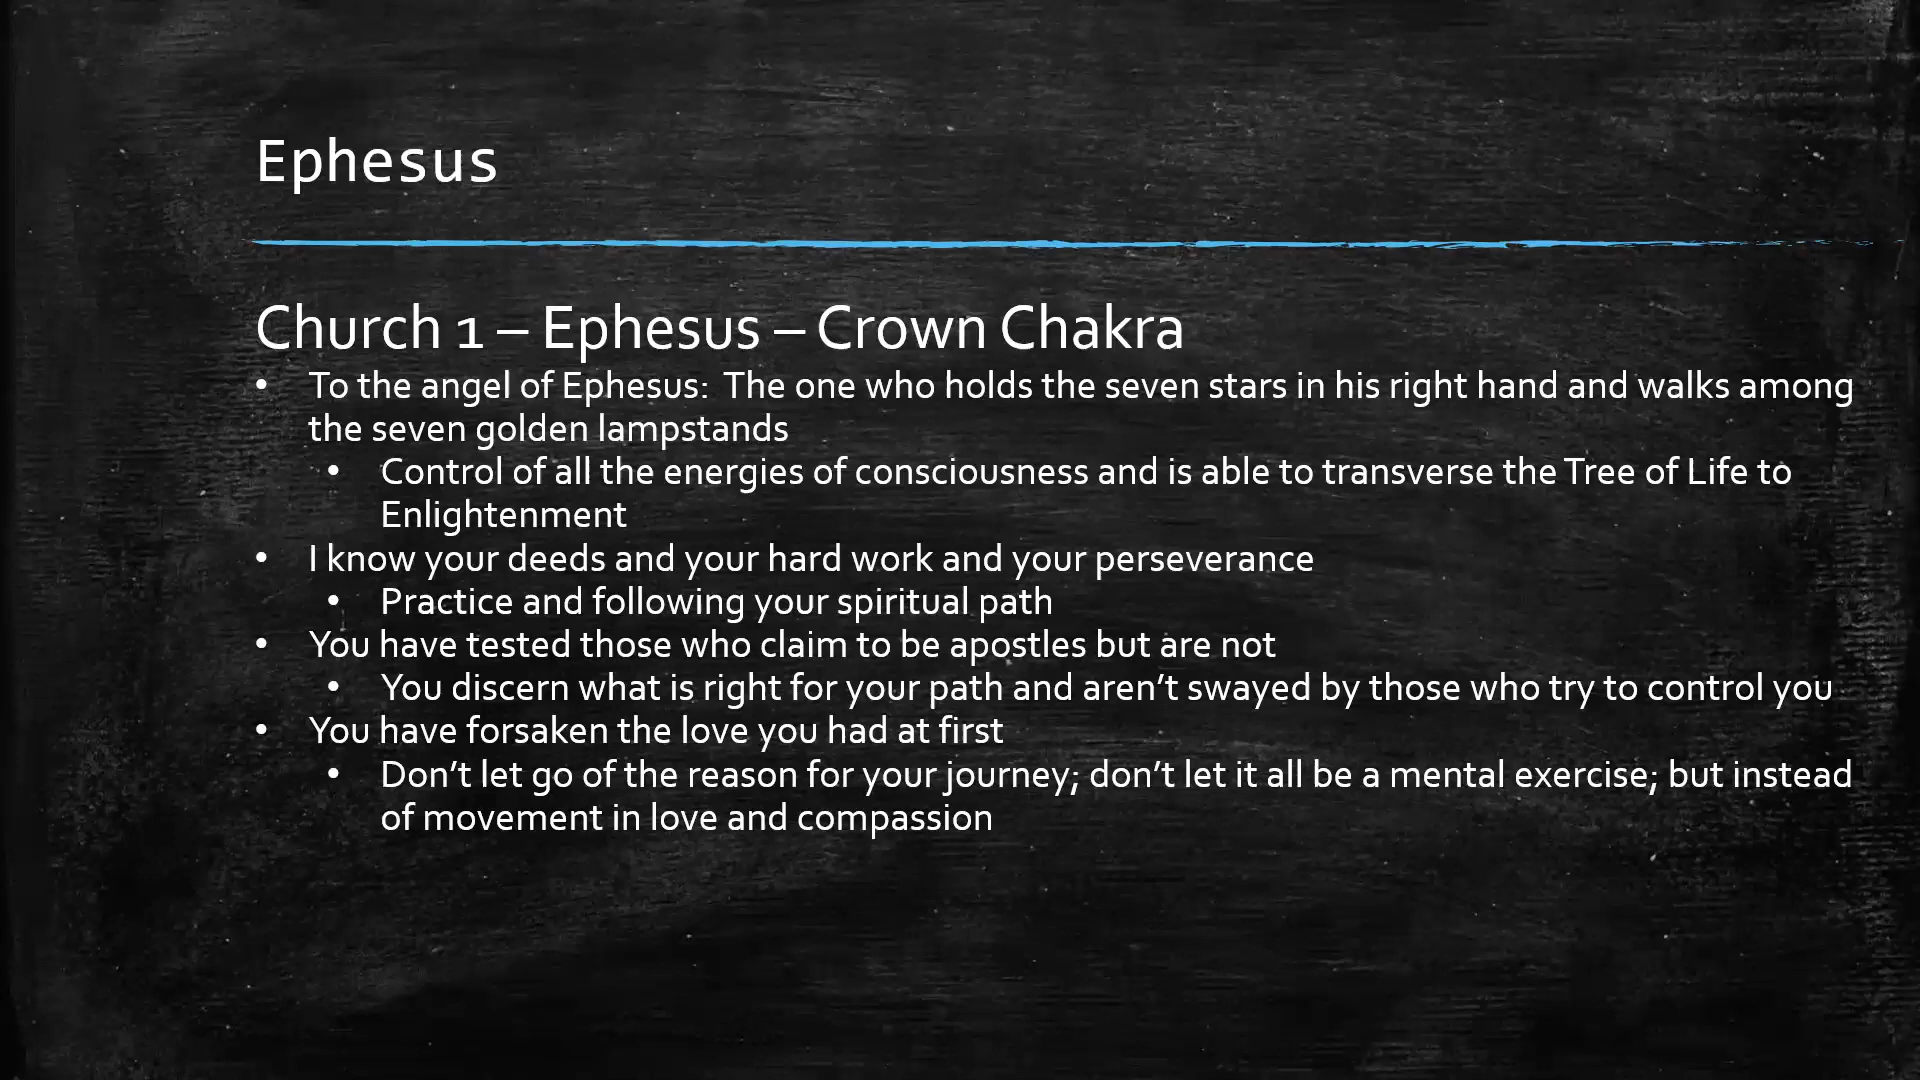 Ephesus
Church 1 – Ephesus – Crown Chakra
• To the angel of Ephesus:  The one who holds the seven stars in his right hand and walks among
the seven golden lampstands
• Control of all the energies of consciousness and is able to transverse the Tree of Life to
Enlightenment
• I know your deeds and your hard work and your perseverance
• Practice and following your spiritual path
• You have tested those who claim to be apostles but are not
• You discern what is right for your path and aren’t swayed by those who try to control you
• You have forsaken the love you had at first
• Don’t let go of the reason for your journey; don’t let it all be a mental exercise; but instead
of movement in love and compassion